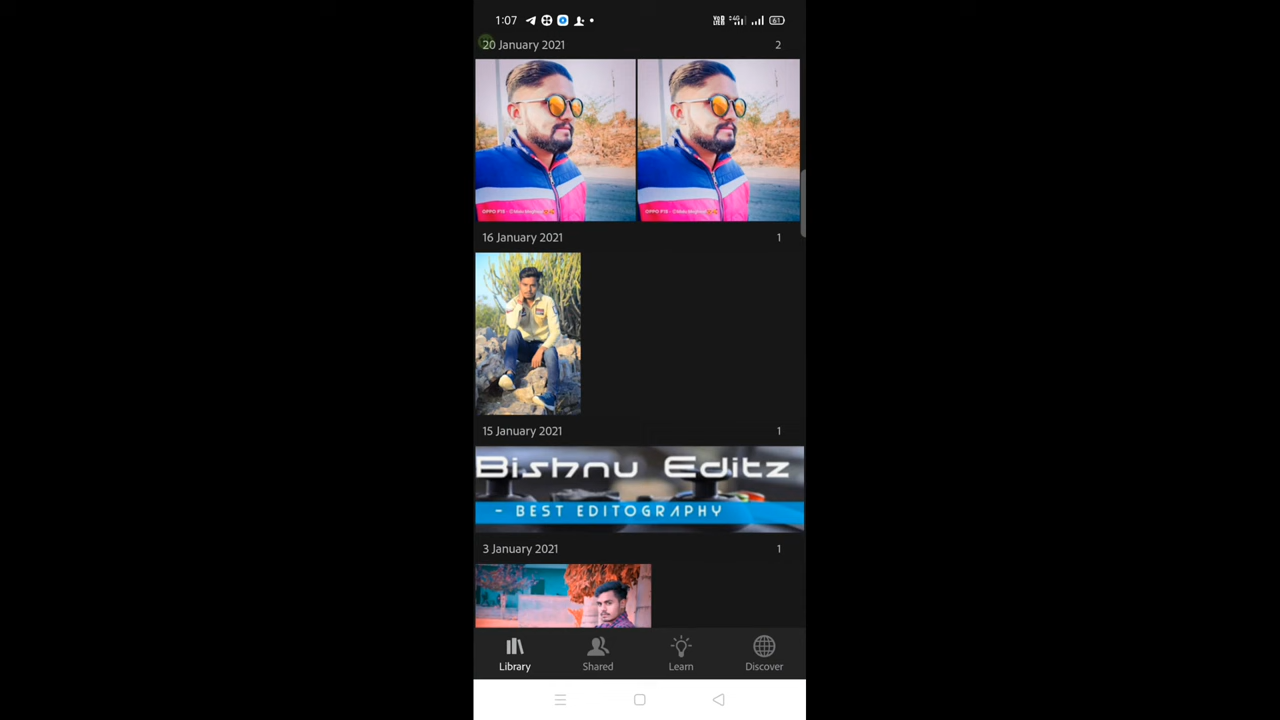 1:07
61
20 January 2021 2
16 January 2021 1
15 January 2021 1
Bishnu Editz
- BEST EDITOGRAPHY
3 January 2021 1
Library Shared Learn Discover